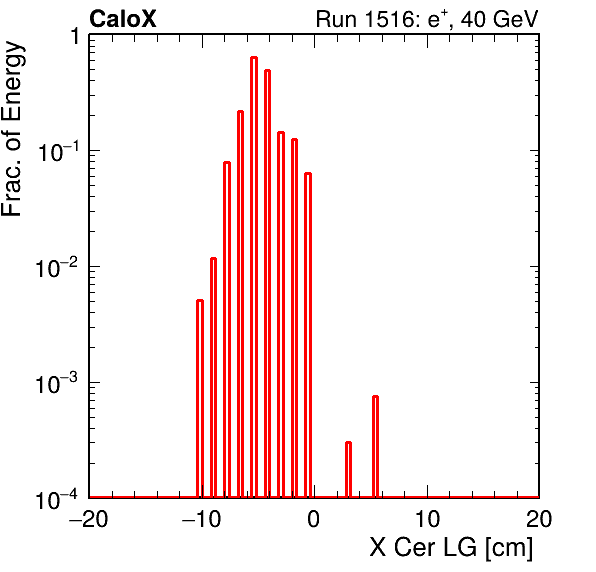 CaloX
Run 1516: e⁺, 40 GeV
Frac. of Energy
1
10⁻¹
10⁻²
10⁻³
10⁻⁴
−20
−10
0
10
20
X Cer LG [cm]